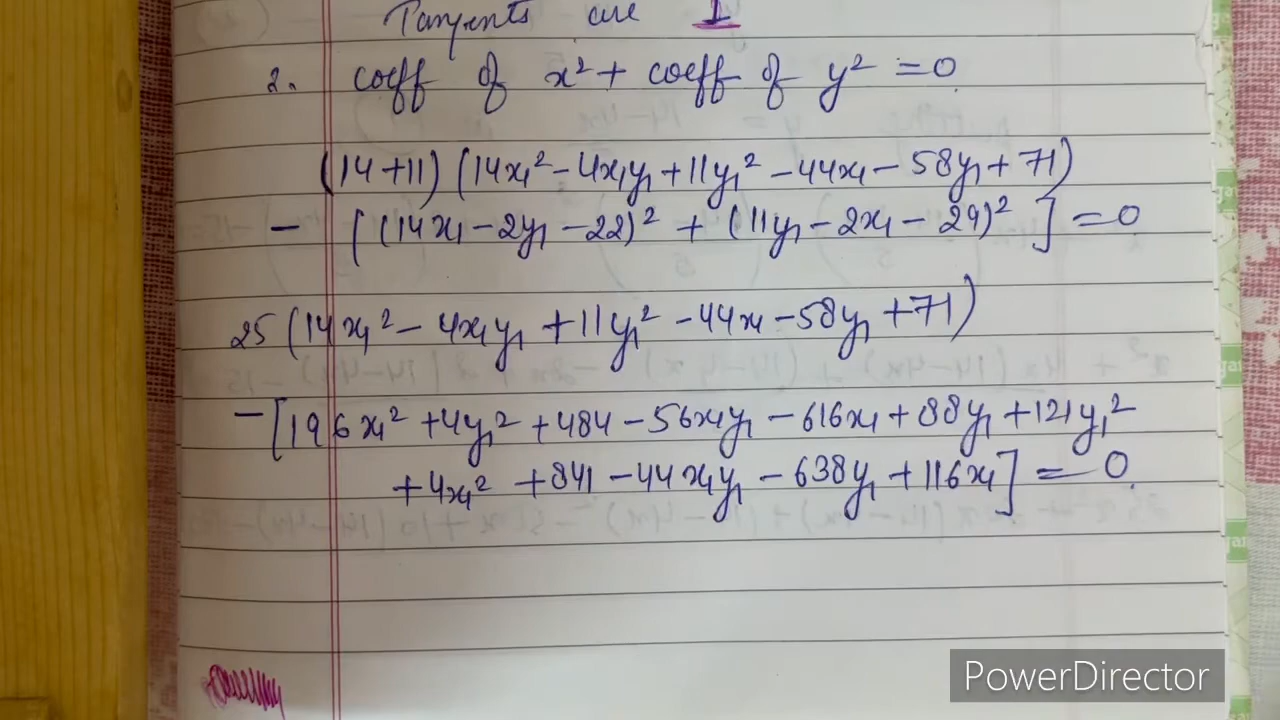 Tangents are ⊥
2. coeff of x² + coeff of y² = 0
(14+11) (14x₁² - 4x₁y₁ + 11y₁² - 44x₁ - 58y₁ + 71)
- [(14x₁ - 2y₁ - 22)² + (11y₁ - 2x₁ - 29)²] = 0
25 (14x₁² - 4x₁y₁ + 11y₁² - 44x₁ - 58y₁ + 71)
- [196x₁² + 4y₁² + 484 - 56x₁y₁ - 616x₁ + 88y₁ + 121y₁²
+ 4x₁² + 841 - 44x₁y₁ - 638y₁ + 116x₁] = 0.
PowerDirector